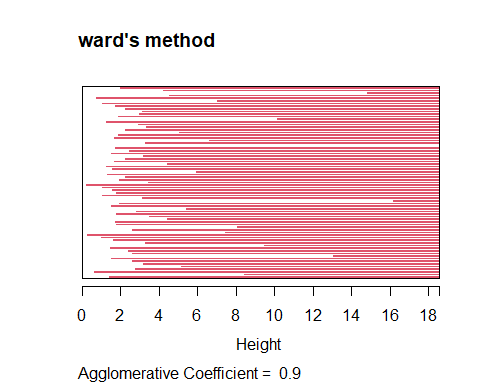 ward's method
0 2 4 6 8 10 12 14 16 18
Height
Agglomerative Coefficient = 0.9